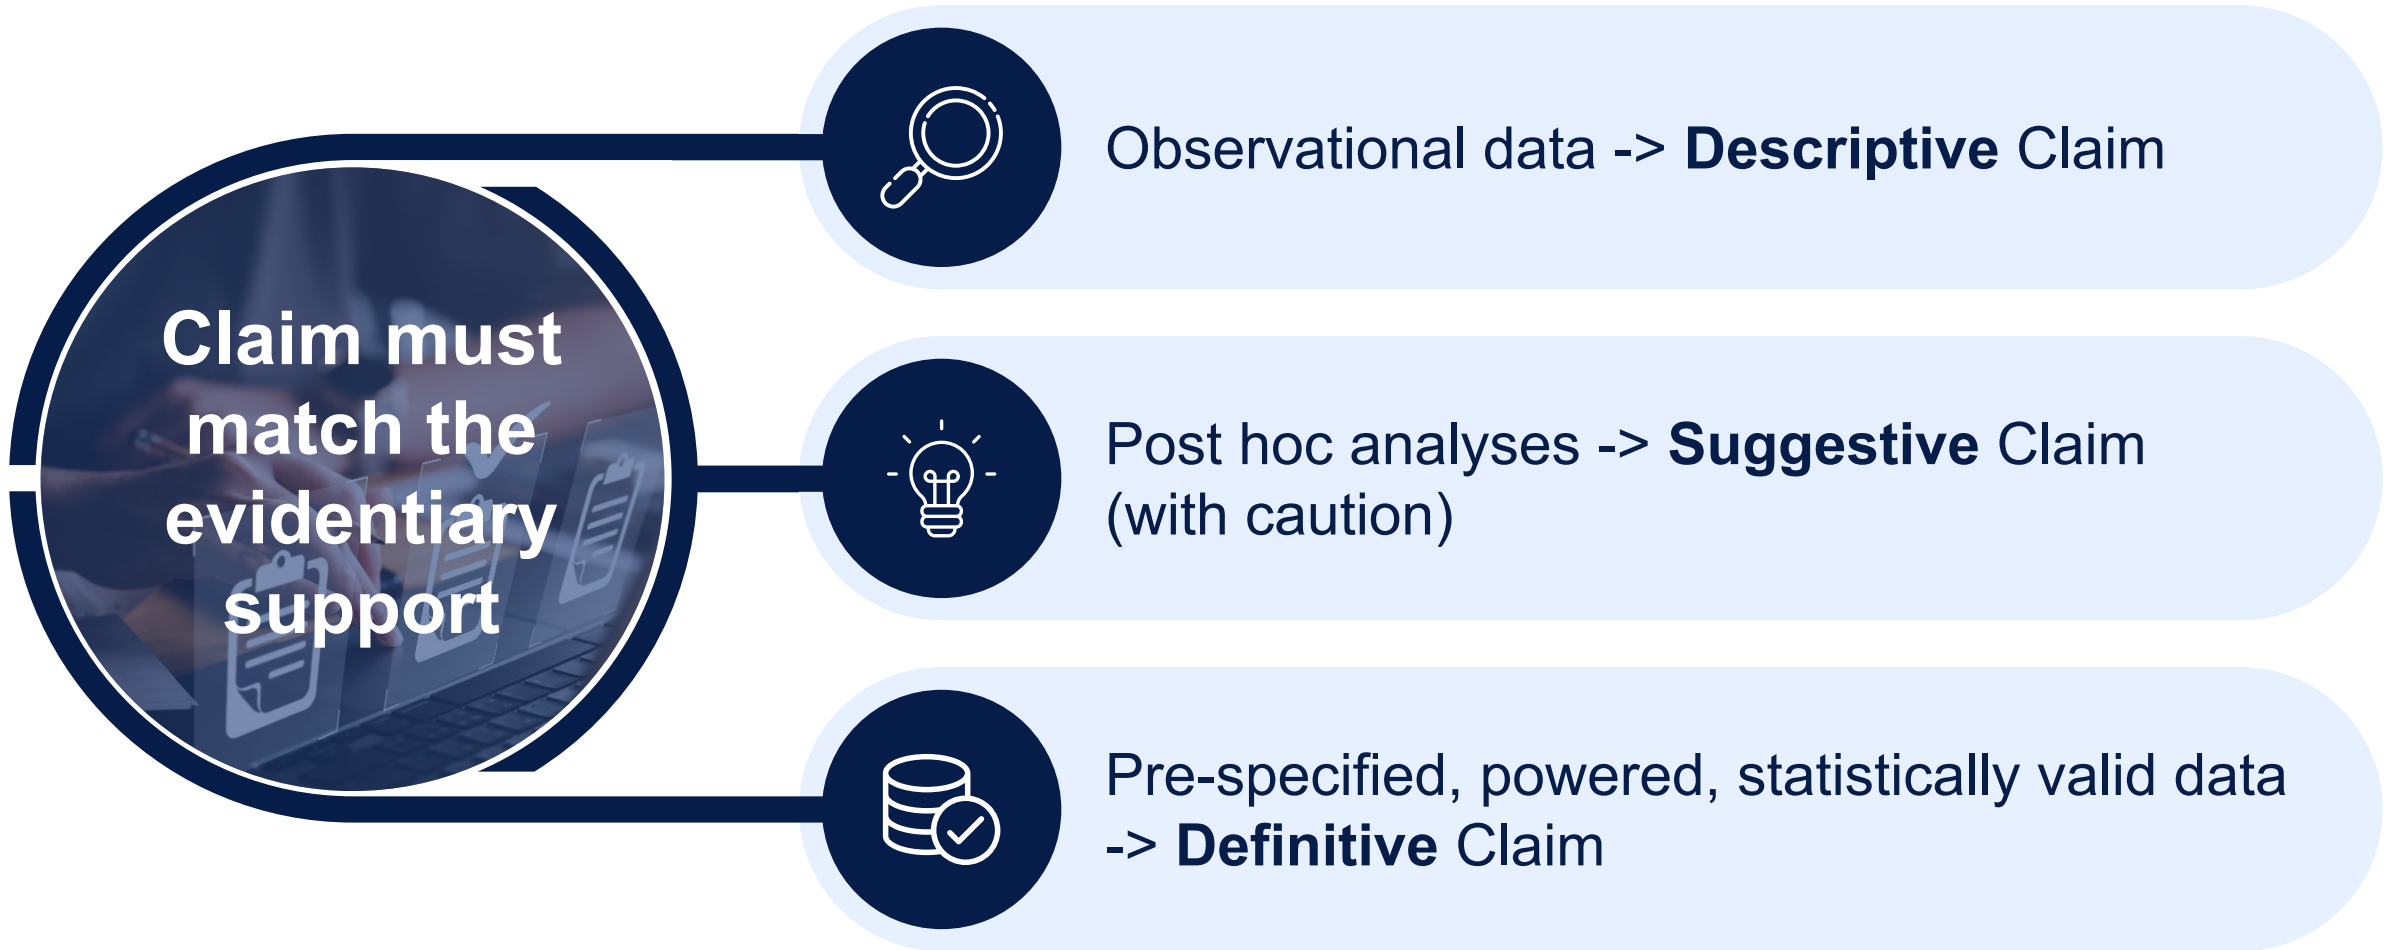 Claim must
match the
evidentiary
support
Observational data -> Descriptive Claim
Post hoc analyses -> Suggestive Claim
(with caution)
Pre-specified, powered, statistically valid data
-> Definitive Claim